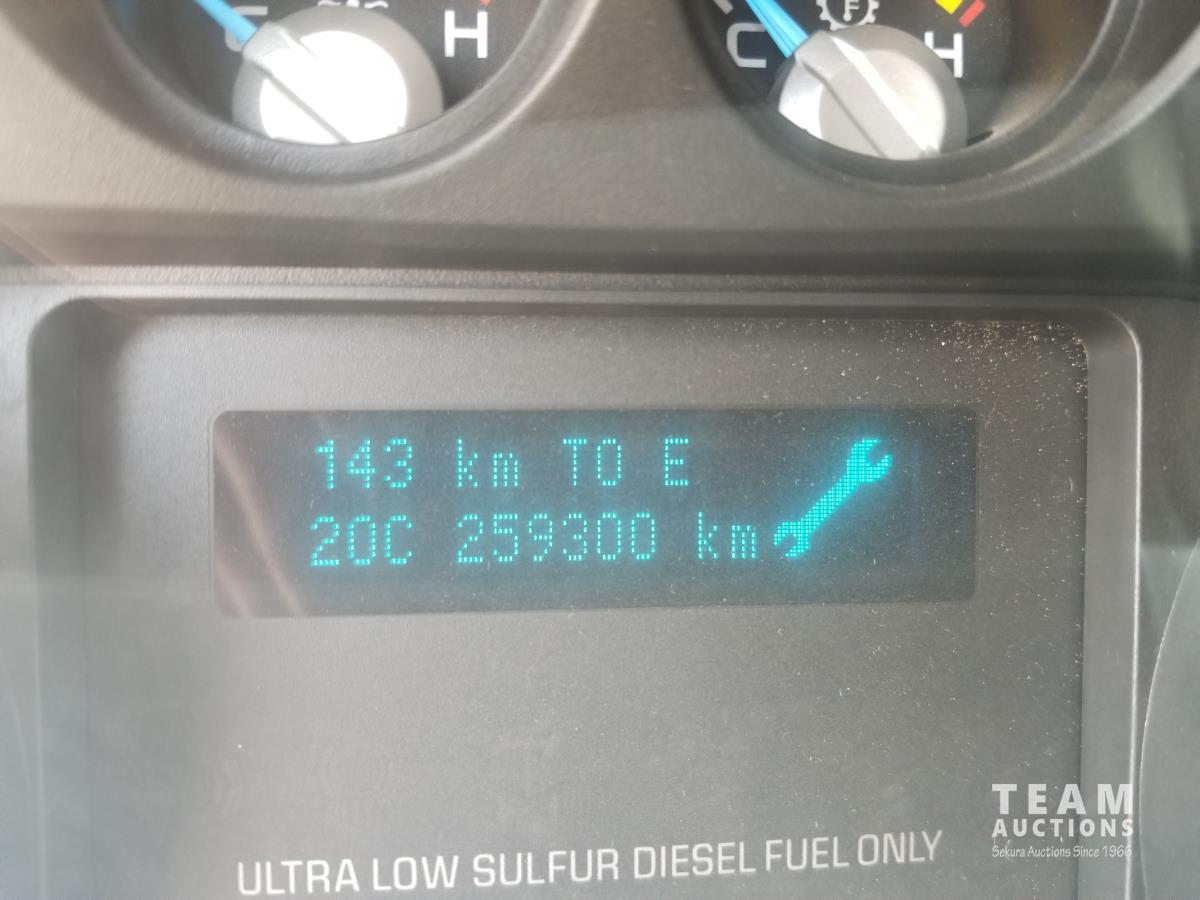 C H
F
C H
143 km TO E
20C 259300 km
ULTRA LOW SULFUR DIESEL FUEL ONLY
TEAM
AUCTIONS
Sekura Auctions Since 1966